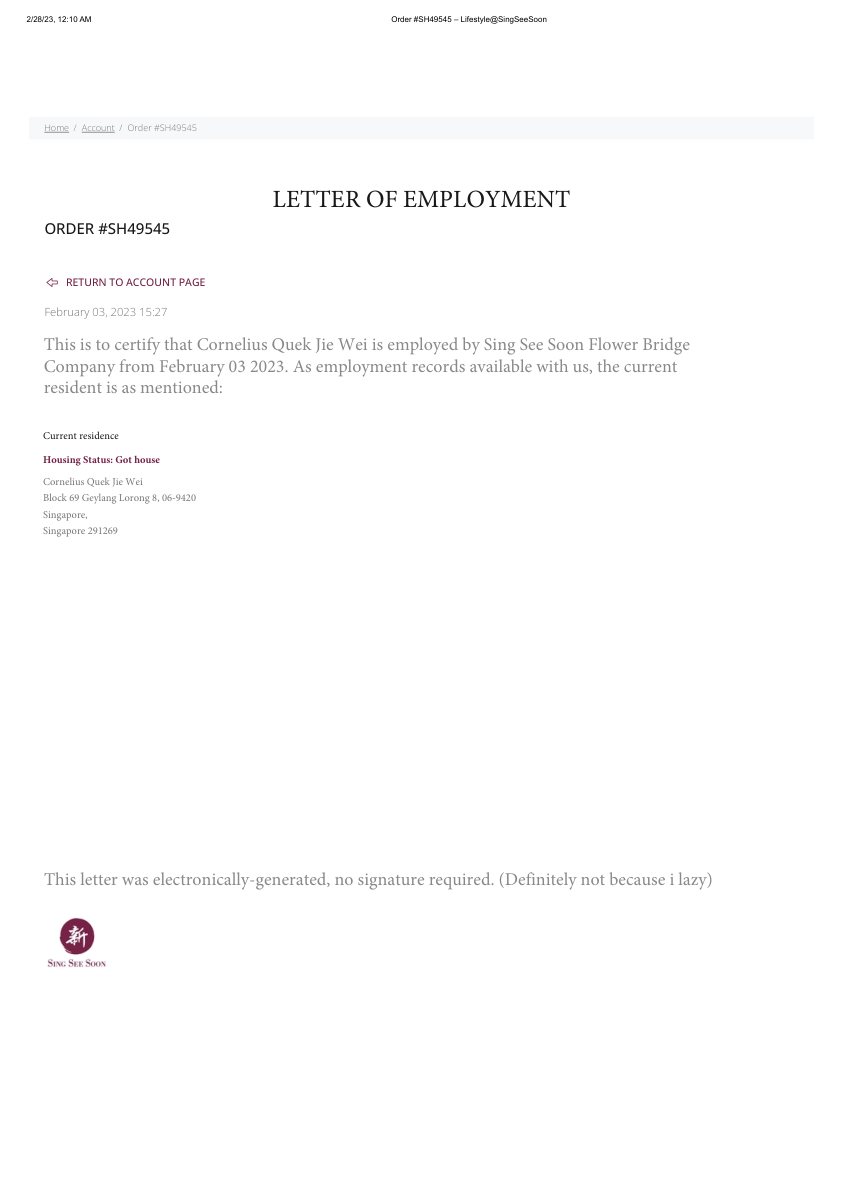 2/28/23, 12:10 AM
Order #SH49545 – Lifestyle@SingSeeSoon
Home / Account / Order #SH49545
LETTER OF EMPLOYMENT
ORDER #SH49545
RETURN TO ACCOUNT PAGE
February 03, 2023 15:27
This is to certify that Cornelius Quek Jie Wei is employed by Sing See Soon Flower Bridge
Company from February 03 2023. As employment records available with us, the current
resident is as mentioned:
Current residence
Housing Status: Got house
Cornelius Quek Jie Wei
Block 69 Geylang Lorong 8, 06-9420
Singapore,
Singapore 291269
This letter was electronically-generated, no signature required. (Definitely not because i lazy)
新
SING SEE SOON